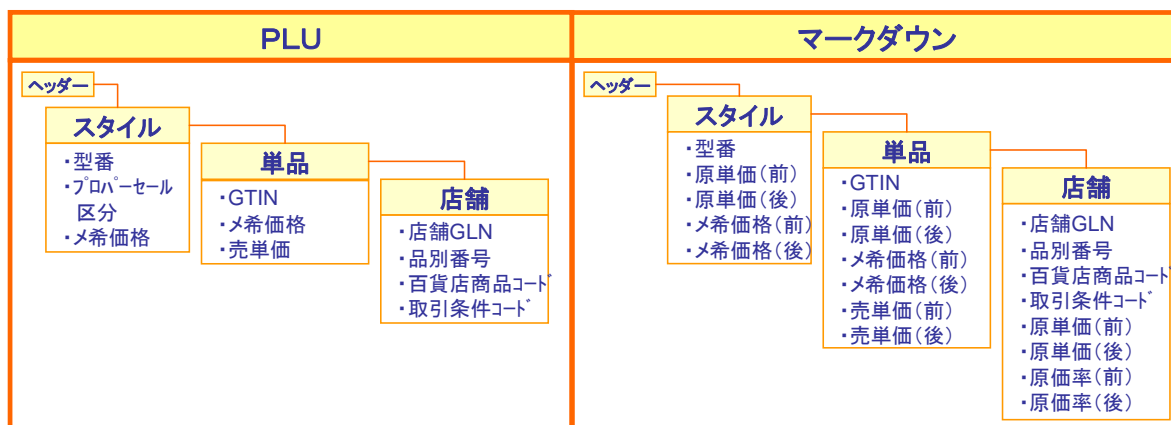 PLU
ヘッダー
スタイル
・型番
・プロパーセール
区分
・メ希価格
単品
・GTIN
・メ希価格
・売単価
店舗
・店舗GLN
・品別番号
・百貨店商品コード
・取引条件コード
マークダウン
ヘッダー
スタイル
・型番
・原単価(前)
・原単価(後)
・メ希価格(前)
・メ希価格(後)
単品
・GTIN
・原単価(前)
・原単価(後)
・メ希価格(前)
・メ希価格(後)
・売単価(前)
・売単価(後)
店舗
・店舗GLN
・品別番号
・百貨店商品コード
・取引条件コード
・原単価(前)
・原単価(後)
・原価率(前)
・原価率(後)